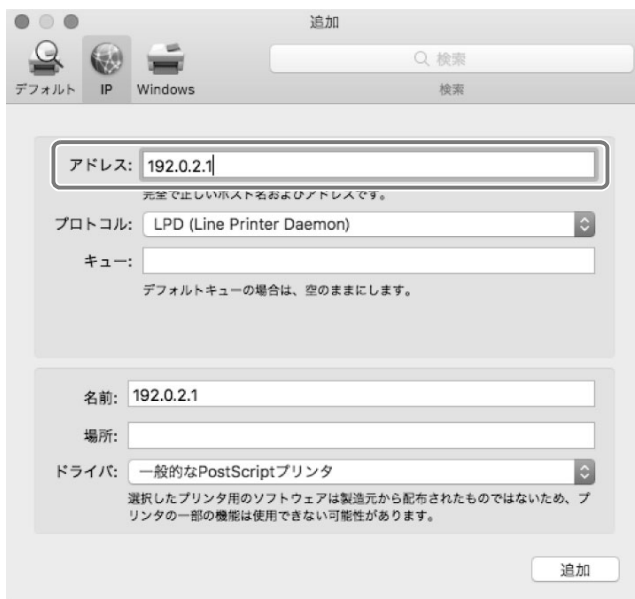 追加
検索
デフォルト IP Windows 検索
アドレス: 192.0.2.1
完全で正しいホスト名およびアドレスです。
プロトコル: LPD (Line Printer Daemon)
キュー:
デフォルトキューの場合は、空のままにします。
名前: 192.0.2.1
場所:
ドライバ: 一般的なPostScriptプリンタ
選択したプリンタ用のソフトウェアは製造元から配布されたものではないため、プ
リンタの一部の機能は使用できない可能性があります。
追加